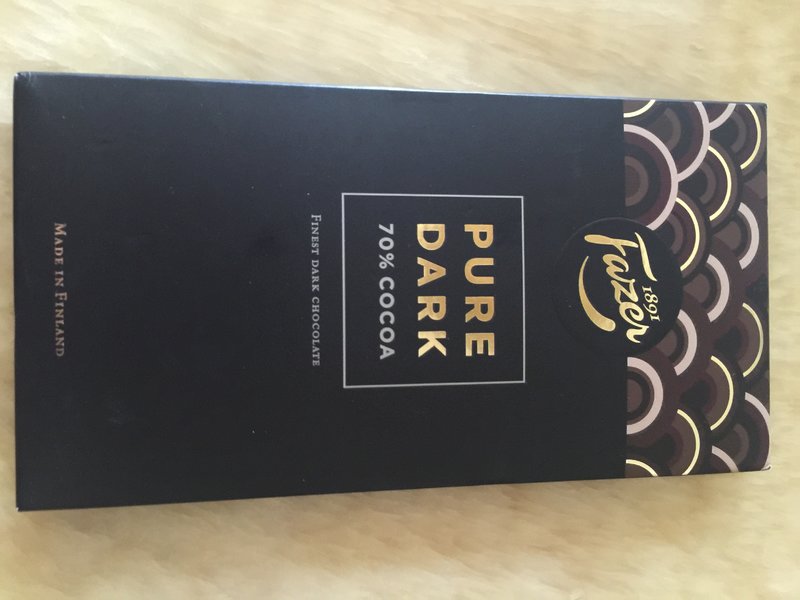 1891
Fazer
PURE
DARK
70% COCOA
FINEST DARK CHOCOLATE
MADE IN FINLAND